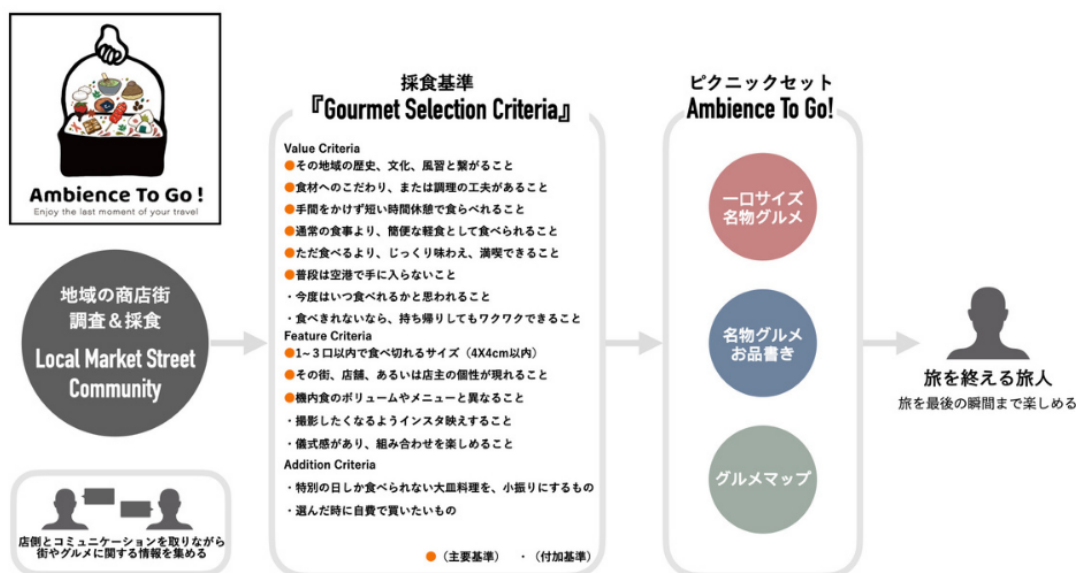 Ambience To Go !
Enjoy the last moment of your travel
地域の商店街
調査＆採食
Local Market Street
Community
店側とコミュニケーションを取りながら
街やグルメに関する情報を集める
採食基準
『Gourmet Selection Criteria』
Value Criteria
●その地域の歴史、文化、風習と繋がること
●食材へのこだわり、または調理の工夫があること
●手間をかけず短い時間休憩で食らべれること
●通常の食事より、簡便な軽食として食べられること
●ただ食べるより、じっくり味わえ、満喫できること
●普段は空港で手に入らないこと
・今度はいつ食べれるかと思われること
・食べきれないなら、持ち帰りしてもワクワクできること
Feature Criteria
●1~３口以内で食べ切れるサイズ（4X4cm以内）
●その街、店舗、あるいは店主の個性が現れること
●機内食のボリュームやメニューと異なること
・撮影したくなるようインスタ映えすること
・儀式感があり、組み合わせを楽しめること
Addition Criteria
・特別の日しか食べられない大皿料理を、小振りにするもの
・選んだ時に自費で買いたいもの
●（主要基準） ・（付加基準）
ピクニックセット
Ambience To Go!
一口サイズ
名物グルメ
名物グルメ
お品書き
グルメマップ
旅を終える旅人
旅を最後の瞬間まで楽しめる